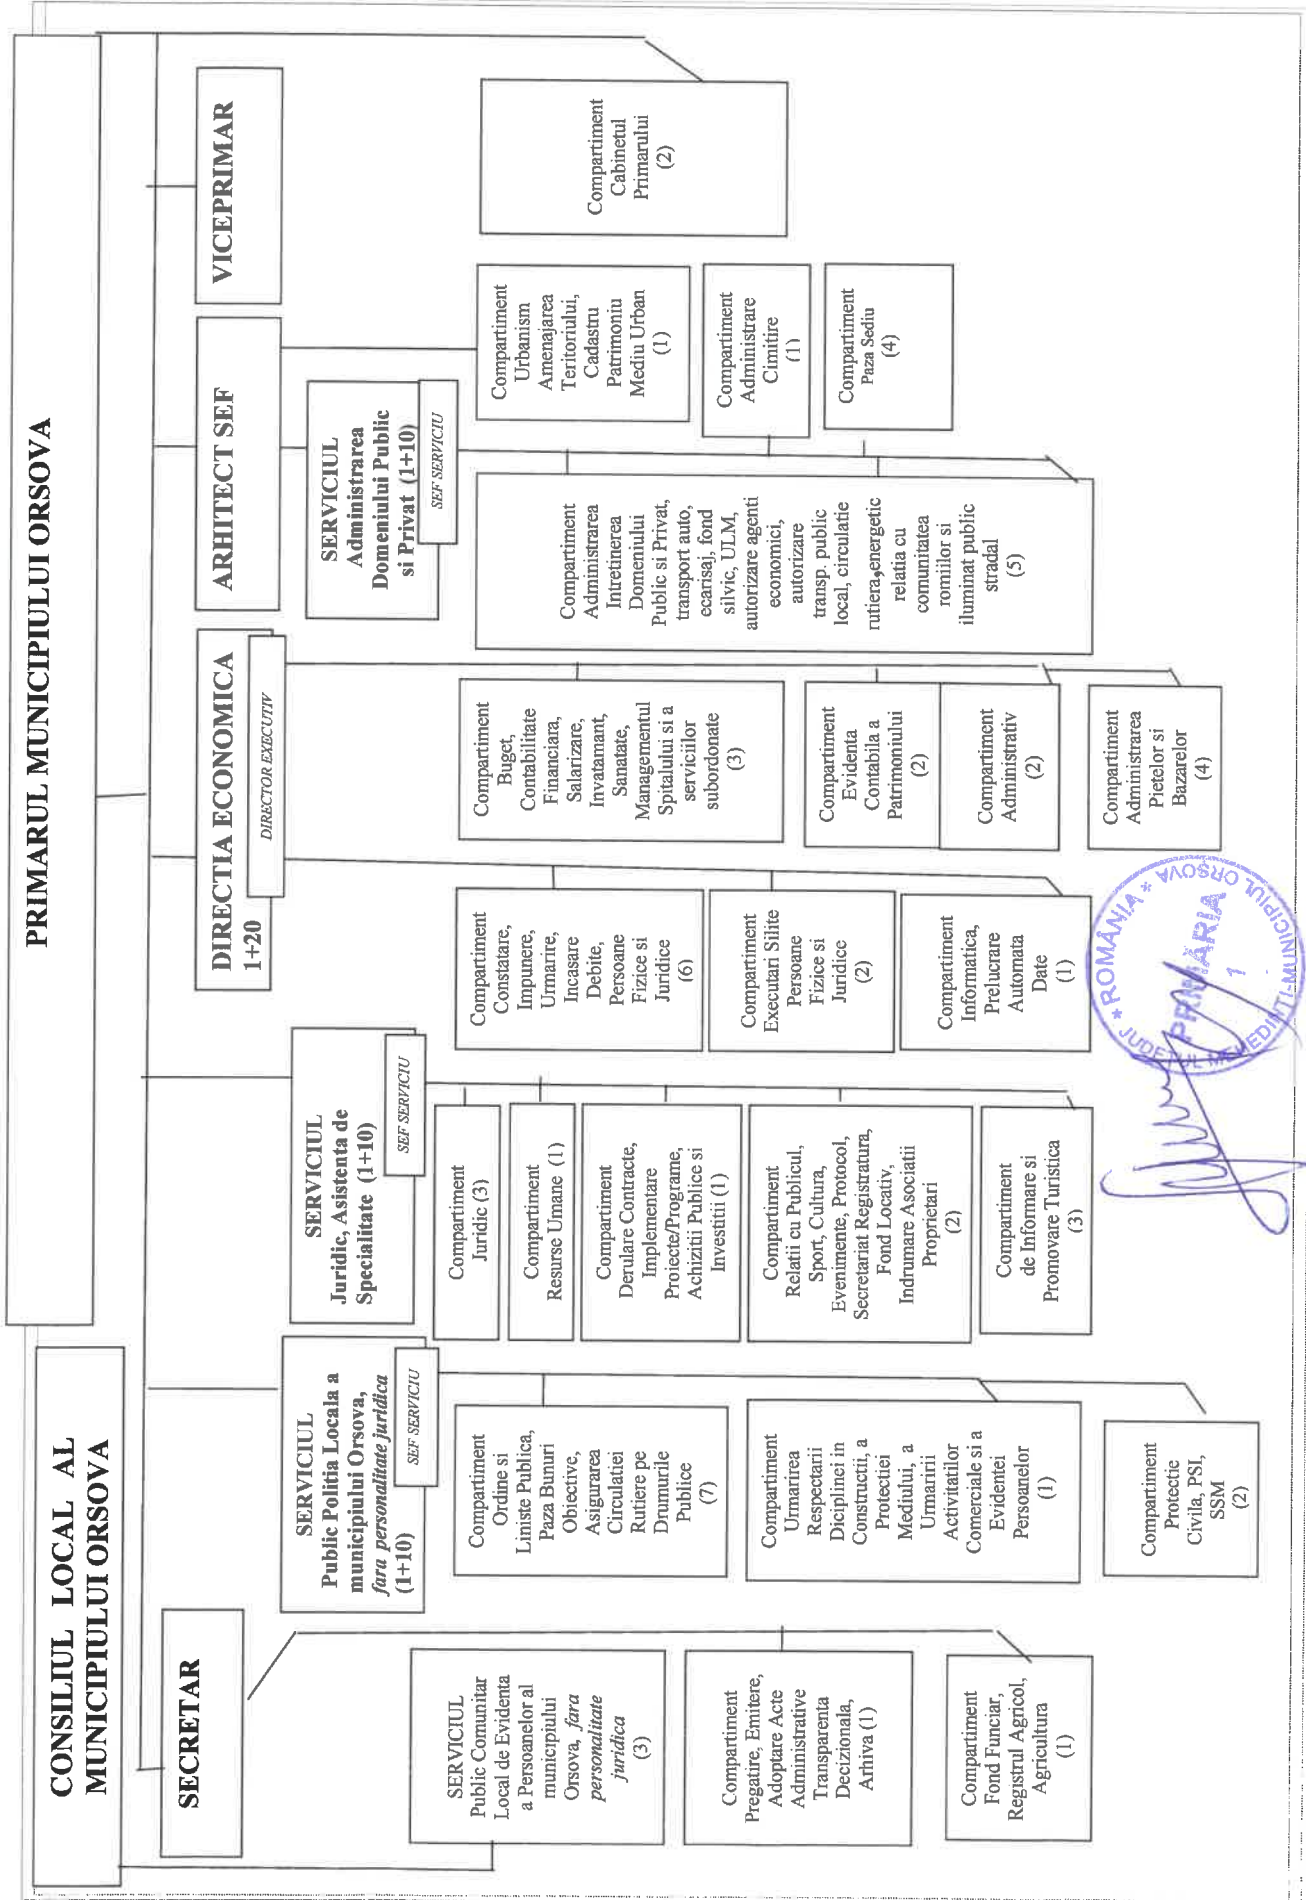 CONSILIUL LOCAL AL
MUNICIPIULUI ORSOVA
PRIMARUL MUNICIPIULUI ORSOVA
SECRETAR
SERVICIUL
Public Politia Locala a
municipiului Orsova,
fara personalitate juridica
(1+10)
SEF SERVICIU
SERVICIUL
Juridic, Asistenta de
Specialitate (1+10)
SEF SERVICIU
DIRECTIA ECONOMICA
1+20
DIRECTOR EXECUTIV
ARHITECT SEF
SERVICIUL
Administrarea
Domeniului Public
si Privat (1+10)
SEF SERVICIU
VICEPRIMAR
SERVICIUL
Public Comunitar
Local de Evidenta
a Persoanelor al
municipiului
Orsova, fara
personalitate
juridica
(3)
Compartiment
Pregatire, Emitere,
Adoptare Acte
Administrative
Transparenta
Decizionala,
Arhiva (1)
Compartiment
Fond Funciar,
Registrul Agricol,
Agricultura
(1)
Compartiment
Ordine si
Liniste Publica,
Paza Bunuri
Obiective,
Asigurarea
Circulatiei
Rutiere pe
Drumurile
Publice
(7)
Compartiment
Urmarirea
Respectarii
Diciplinei in
Constructii, a
Protectiei
Mediului, a
Urmaririi
Activitatilor
Comerciale si a
Evidentei
Persoanelor
(1)
Compartiment
Protectie
Civila, PSI,
SSM
(2)
Compartiment
Juridic (3)
Compartiment
Resurse Umane (1)
Compartiment
Derulare Contracte,
Implementare
Proiecte/Programe,
Achizitii Publice si
Investitii (1)
Compartiment
Relatii cu Publicul,
Sport, Cultura,
Evenimente, Protocol,
Secretariat Registratura,
Fond Locativ,
Indrumare Asociatii
Proprietari
(2)
Compartiment
de Informare si
Promovare Turistica
(3)
Compartiment
Constatare,
Impunere,
Urmarire,
Incasare
Debite,
Persoane
Fizice si
Juridice
(6)
Compartiment
Executari Silite
Persoane
Fizice si
Juridice
(2)
Compartiment
Informatica,
Prelucrare
Automata
Date
(1)
Compartiment
Buget,
Contabilitate
Financiara,
Salarizare,
Invatamant,
Sanatate,
Managementul
Spitalului si a
serviciilor
subordonate
(3)
Compartiment
Evidenta
Contabila a
Patrimoniului
(2)
Compartiment
Administrativ
(2)
Compartiment
Administrarea
Pietelor si
Bazarelor
(4)
Compartiment
Administrarea
Intretinerea
Domeniului
Public si Privat,
transport auto,
ecarisaj, fond
silvic, ULM,
autorizare agenti
economici,
autorizare
transp. public
local, circulatie
rutiera,energetic
relatia cu
comunitatea
romiilor si
iluminat public
stradal
(5)
Compartiment
Urbanism
Amenajarea
Teritoriului,
Cadastru
Patrimoniu
Mediu Urban
(1)
Compartiment
Administrare
Cimitire
(1)
Compartiment
Paza Sediu
(4)
Compartiment
Cabinetul
Primarului
(2)
* ROMÂNIA *
JUDEŢUL MEHEDINŢI-MUNICIPIUL ORŞOVA
PRIMĂRIA
1